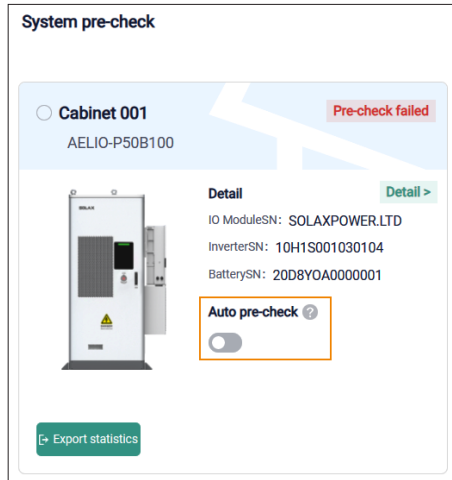 System pre-check
Cabinet 001
Pre-check failed
AELIO-P50B100
SOLAX
Detail
Detail >
IO ModuleSN: SOLAXPOWER.LTD
InverterSN: 10H1S001030104
BatterySN: 20D8YOA0000001
Auto pre-check ?
Export statistics